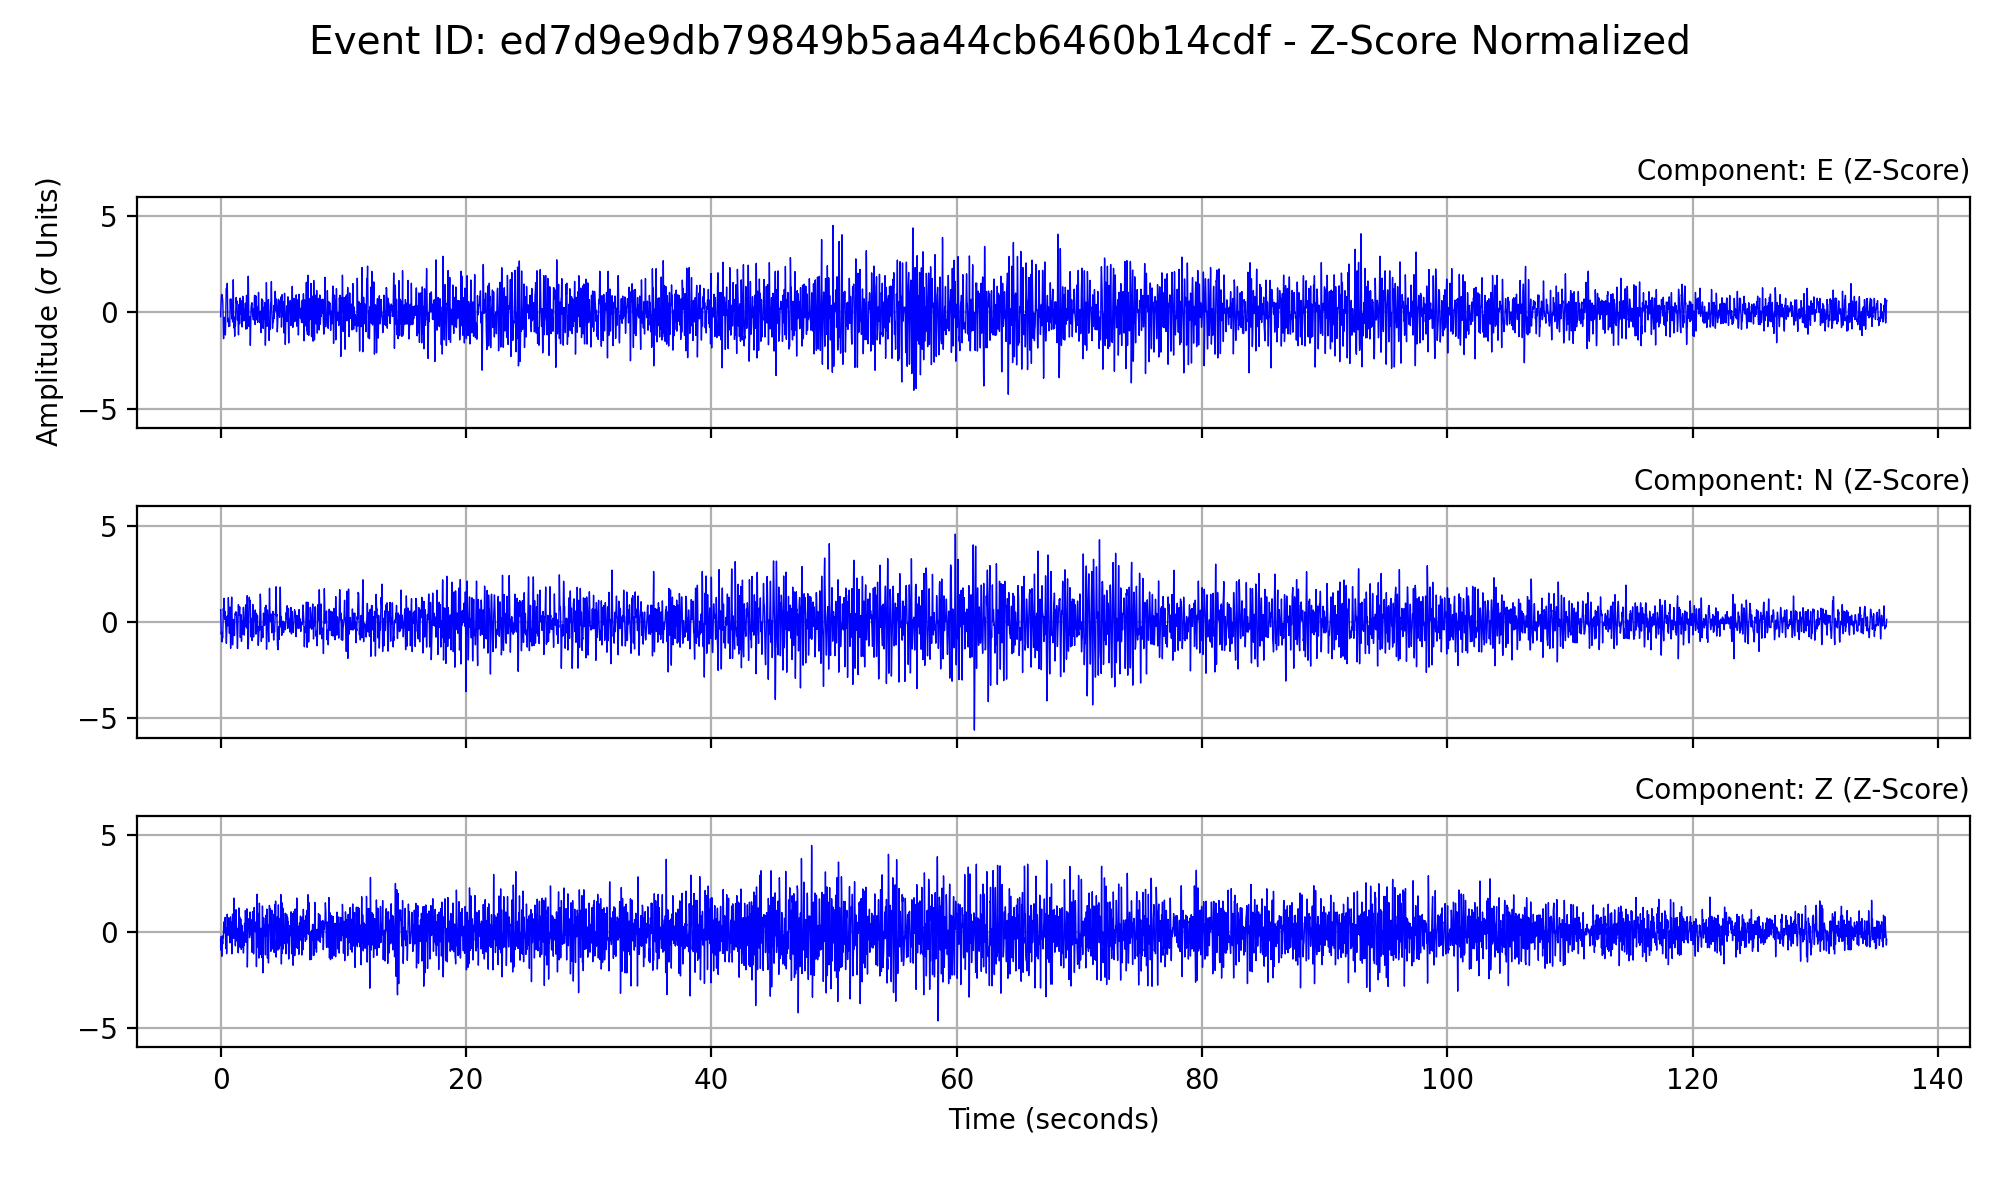 Event ID: ed7d9e9db79849b5aa44cb6460b14cdf - Z-Score Normalized
Component: E (Z-Score)
Amplitude (σ Units)
5
0
−5
Component: N (Z-Score)
5
0
−5
Component: Z (Z-Score)
5
0
−5
0 20 40 60 80 100 120 140
Time (seconds)